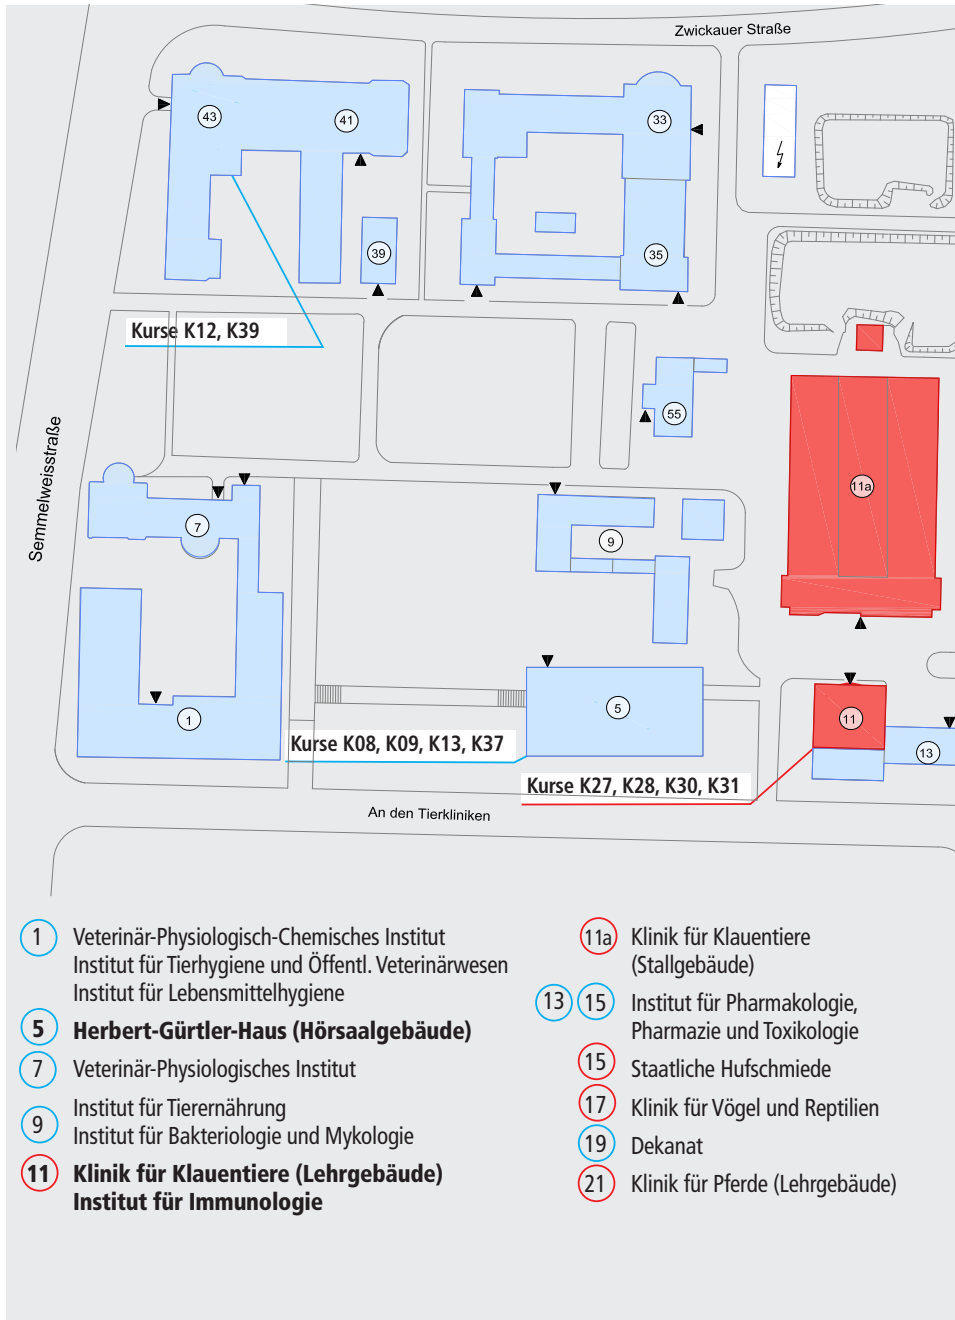 Zwickauer Straße
43
41
33
39
35
Kurse K12, K39
55
Semmelweisstraße
11a
7
9
1
5
11
13
Kurse K08, K09, K13, K37
Kurse K27, K28, K30, K31
An den Tierkliniken
1 Veterinär-Physiologisch-Chemisches Institut
Institut für Tierhygiene und Öffentl. Veterinärwesen
Institut für Lebensmittelhygiene
5 Herbert-Gürtler-Haus (Hörsaalgebäude)
7 Veterinär-Physiologisches Institut
9 Institut für Tierernährung
Institut für Bakteriologie und Mykologie
11 Klinik für Klauentiere (Lehrgebäude)
Institut für Immunologie
11a Klinik für Klauentiere
(Stallgebäude)
13 15 Institut für Pharmakologie,
Pharmazie und Toxikologie
15 Staatliche Hufschmiede
17 Klinik für Vögel und Reptilien
19 Dekanat
21 Klinik für Pferde (Lehrgebäude)